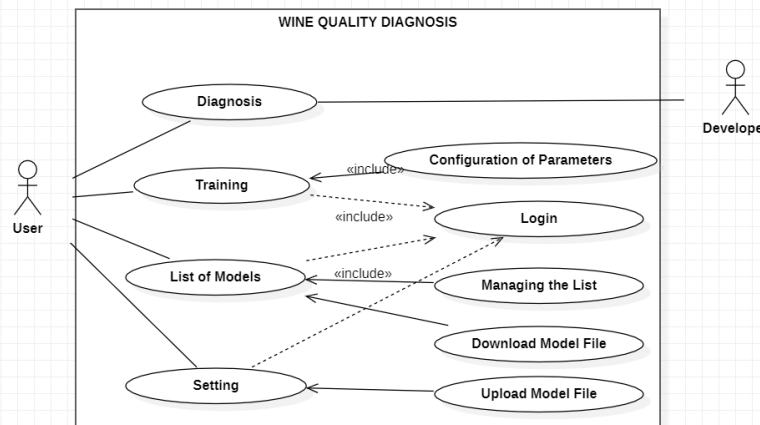 WINE QUALITY DIAGNOSIS
Diagnosis
Develope
«include»
Configuration of Parameters
Training
«include»
Login
User
List of Models
«include»
Managing the List
Download Model File
Setting
Upload Model File